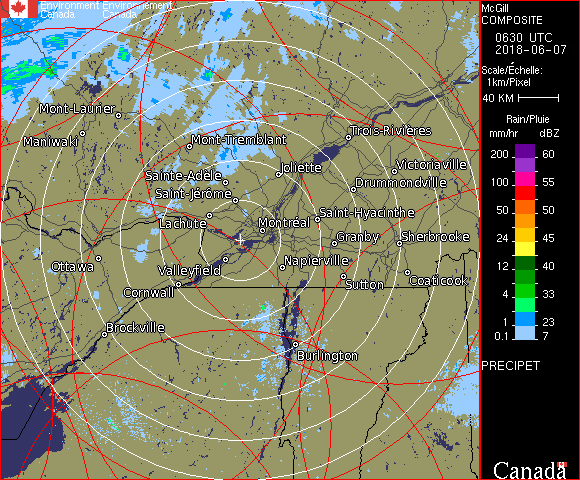 Environment Environnement
Canada Canada
McGill
COMPOSITE
0630 UTC
2018-06-07
Scale/Échelle:
1km/Pixel
40 KM
Rain/Pluie
mm/hr dBZ
200 60
100 55
50 50
24 45
12 40
4 33
1 23
0.1 7
PRECIPET
Canada
Mont-Laurier
Maniwaki
Mont-Tremblant
Trois-Rivières
Sainte-Adèle
Joliette
Victoriaville
Saint-Jérôme
Drummondville
Lachute
Montréal
Saint-Hyacinthe
Granby
Sherbrooke
Ottawa
Valleyfield
Napierville
Cornwall
Sutton
Coaticook
Brockville
Burlington